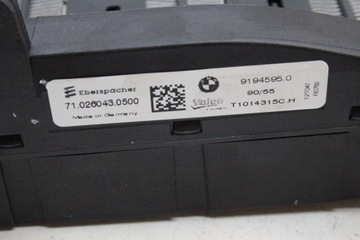 Eberspächer
71.026043.0500
Made in Germany
9194595.0
90/55
Valeo
T1014315C.H